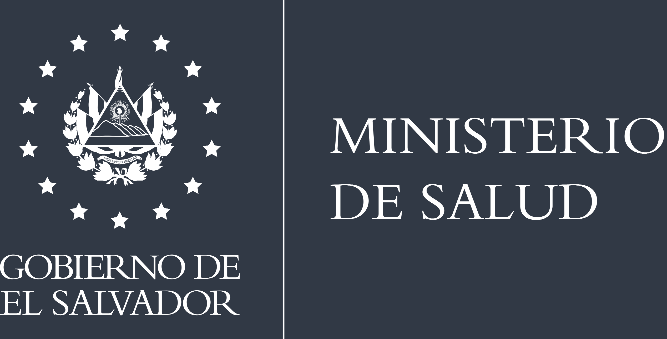 GOBIERNO DE
EL SALVADOR
MINISTERIO
DE SALUD